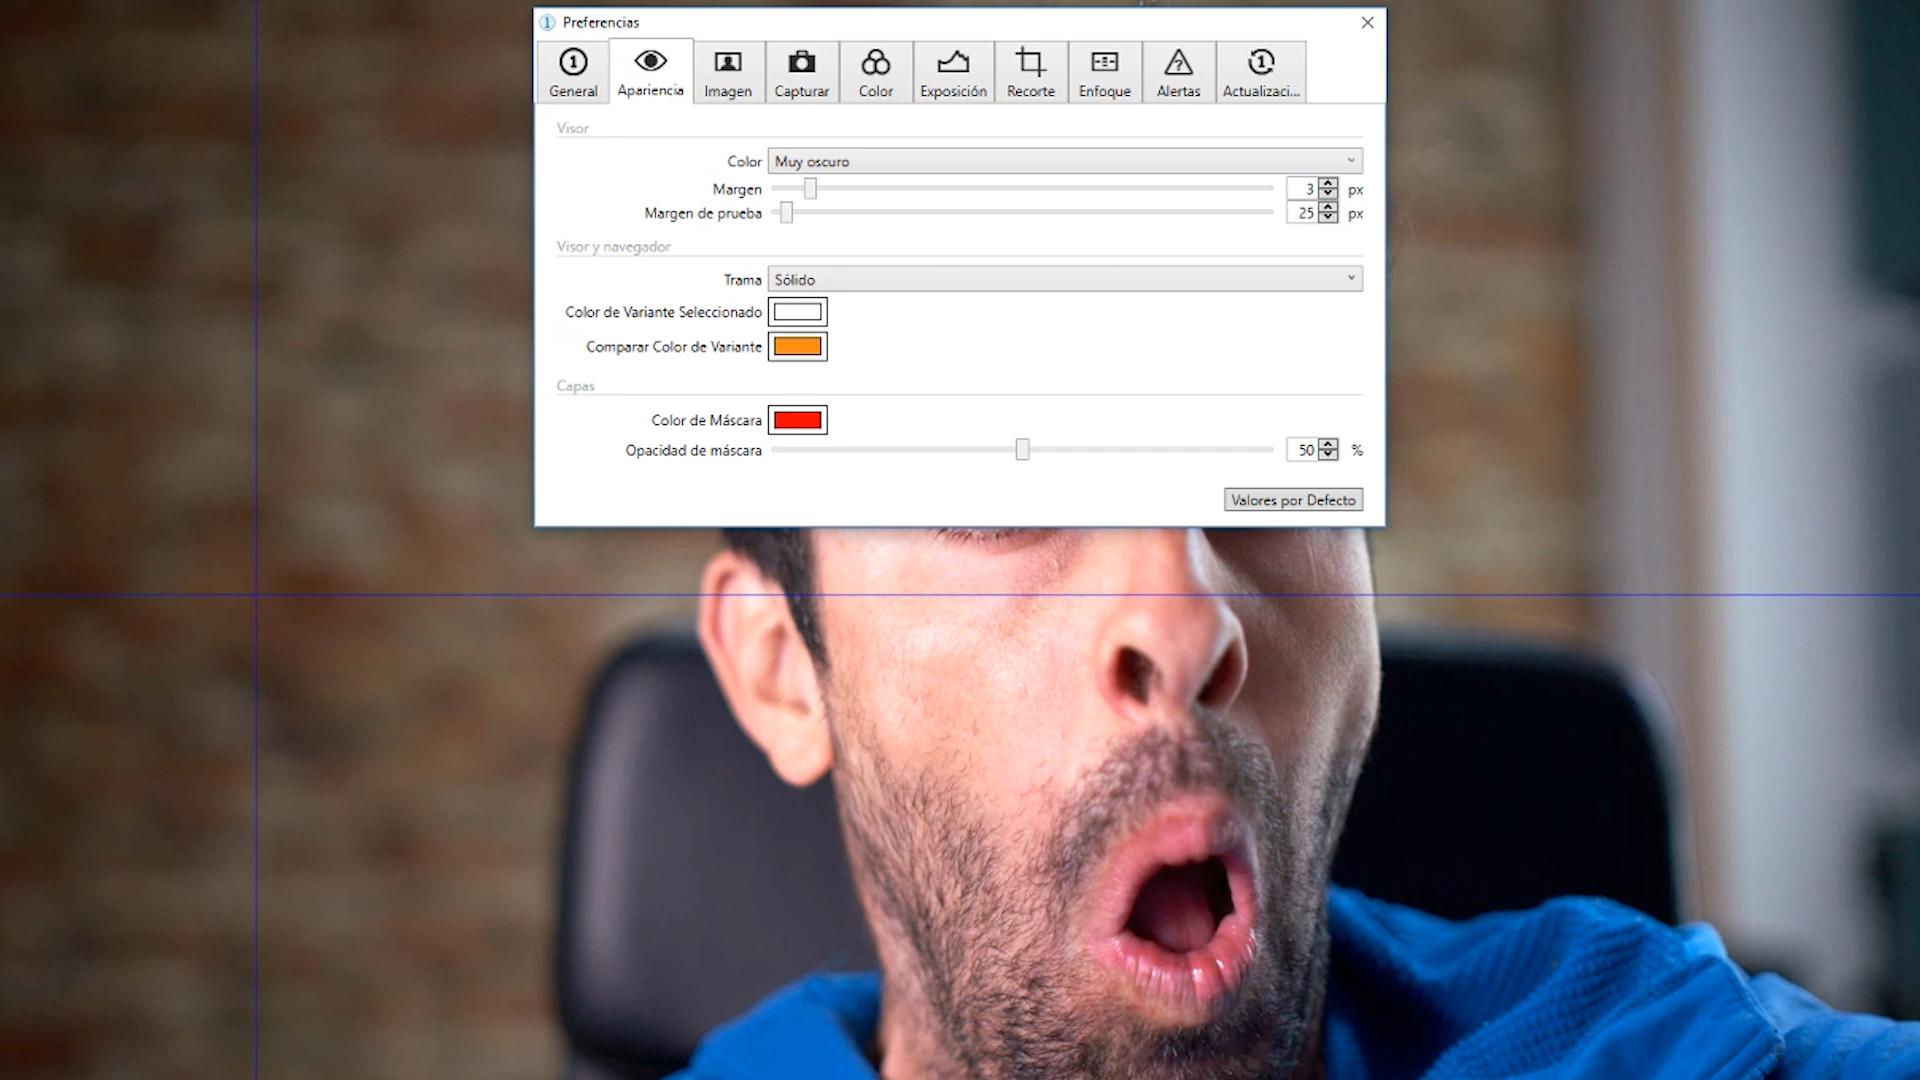 Preferencias
General
Apariencia
Imagen
Capturar
Color
Exposición
Recorte
Enfoque
Alertas
Actualizaci...
Visor
Color Muy oscuro
Margen 3 px
Margen de prueba 25 px
Visor y navegador
Trama Sólido
Color de Variante Seleccionado
Comparar Color de Variante
Capas
Color de Máscara
Opacidad de máscara 50 %
Valores por Defecto